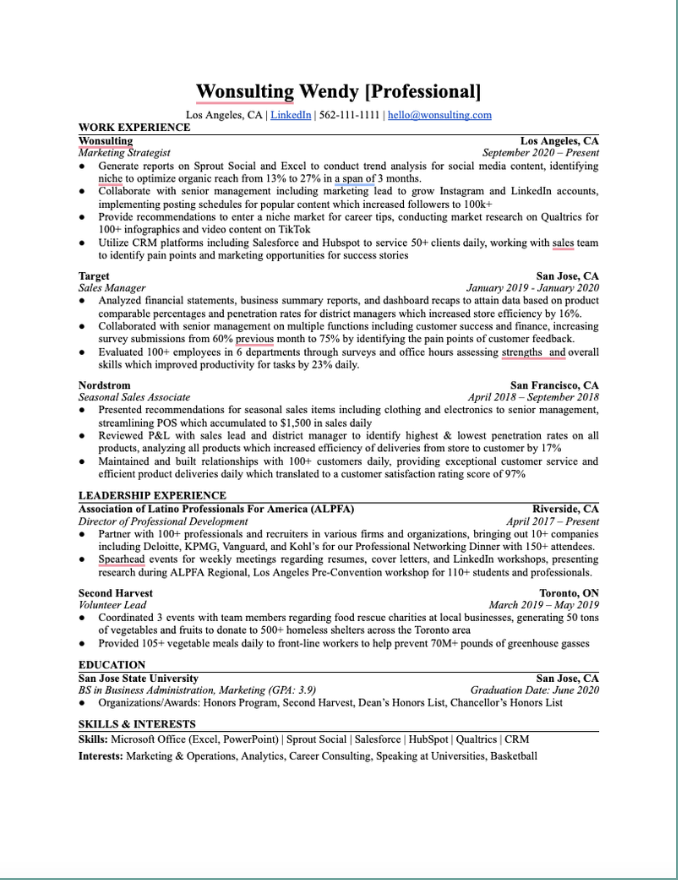 Wonsulting Wendy [Professional]
Los Angeles, CA | LinkedIn | 562-111-1111 | hello@wonsulting.com
WORK EXPERIENCE
Wonsulting Los Angeles, CA
Marketing Strategist September 2020 – Present
● Generate reports on Sprout Social and Excel to conduct trend analysis for social media content, identifying
niche to optimize organic reach from 13% to 27% in a span of 3 months.
● Collaborate with senior management including marketing lead to grow Instagram and LinkedIn accounts,
implementing posting schedules for popular content which increased followers to 100k+
● Provide recommendations to enter a niche market for career tips, conducting market research on Qualtrics for
100+ infographics and video content on TikTok
● Utilize CRM platforms including Salesforce and Hubspot to service 50+ clients daily, working with sales team
to identify pain points and marketing opportunities for success stories
Target San Jose, CA
Sales Manager January 2019 - January 2020
● Analyzed financial statements, business summary reports, and dashboard recaps to attain data based on product
comparable percentages and penetration rates for district managers which increased store efficiency by 16%.
● Collaborated with senior management on multiple functions including customer success and finance, increasing
survey submissions from 60% previous month to 75% by identifying the pain points of customer feedback.
● Evaluated 100+ employees in 6 departments through surveys and office hours assessing strengths  and overall
skills which improved productivity for tasks by 23% daily.
Nordstrom San Francisco, CA
Seasonal Sales Associate April 2018 – September 2018
● Presented recommendations for seasonal sales items including clothing and electronics to senior management,
streamlining POS which accumulated to $1,500 in sales daily
● Reviewed P&L with sales lead and district manager to identify highest & lowest penetration rates on all
products, analyzing all products which increased efficiency of deliveries from store to customer by 17%
● Maintained and built relationships with 100+ customers daily, providing exceptional customer service and
efficient product deliveries daily which translated to a customer satisfaction rating score of 97%
LEADERSHIP EXPERIENCE
Association of Latino Professionals For America (ALPFA) Riverside, CA
Director of Professional Development April 2017 – Present
● Partner with 100+ professionals and recruiters in various firms and organizations, bringing out 10+ companies
including Deloitte, KPMG, Vanguard, and Kohl's for our Professional Networking Dinner with 150+ attendees.
● Spearhead events for weekly meetings regarding resumes, cover letters, and LinkedIn workshops, presenting
research during ALPFA Regional, Los Angeles Pre-Convention workshop for 110+ students and professionals.
Second Harvest Toronto, ON
Volunteer Lead March 2019 – May 2019
● Coordinated 3 events with team members regarding food rescue charities at local businesses, generating 50 tons
of vegetables and fruits to donate to 500+ homeless shelters across the Toronto area
● Provided 105+ vegetable meals daily to front-line workers to help prevent 70M+ pounds of greenhouse gasses
EDUCATION
San Jose State University San Jose, CA
BS in Business Administration, Marketing (GPA: 3.9) Graduation Date: June 2020
● Organizations/Awards: Honors Program, Second Harvest, Dean's Honors List, Chancellor's Honors List
SKILLS & INTERESTS
Skills: Microsoft Office (Excel, PowerPoint) | Sprout Social | Salesforce | HubSpot | Qualtrics | CRM
Interests: Marketing & Operations, Analytics, Career Consulting, Speaking at Universities, Basketball